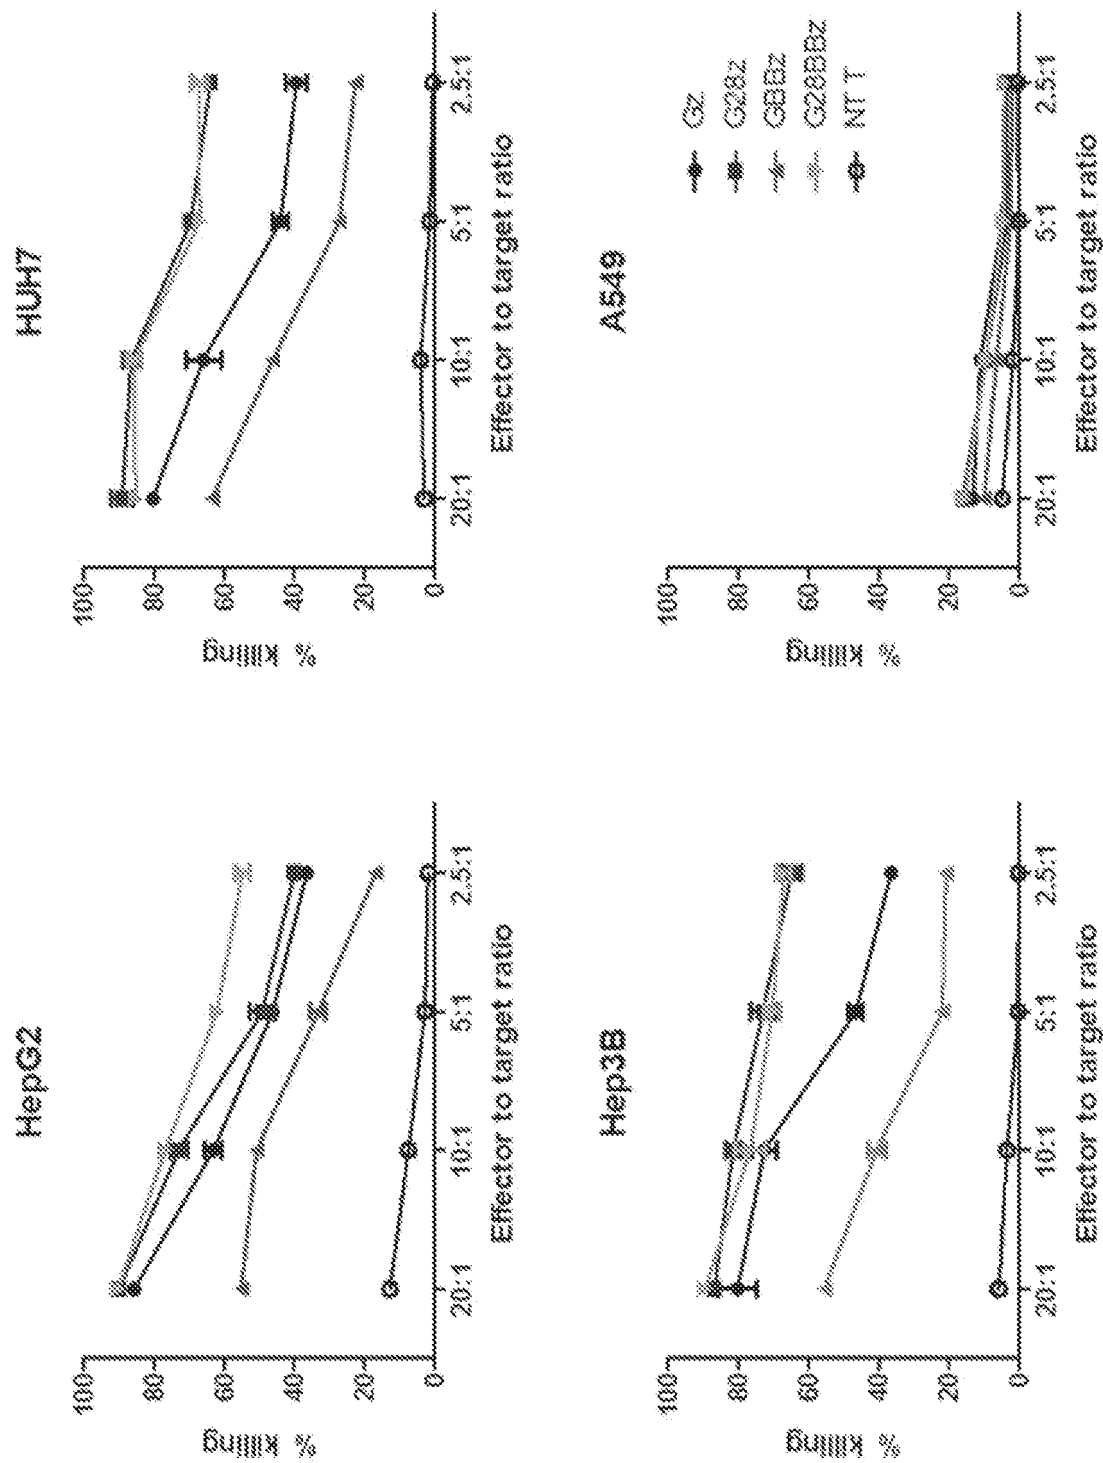 HepG2
% killing
100
80
60
40
20
0
20:1
10:1
5:1
2.5:1
Effector to target ratio
HUH7
% killing
100
80
60
40
20
0
20:1
10:1
5:1
2.5:1
Effector to target ratio
Hep3B
% killing
100
80
60
40
20
0
20:1
10:1
5:1
2.5:1
Effector to target ratio
A549
% killing
100
80
60
40
20
0
20:1
10:1
5:1
2.5:1
Effector to target ratio
Gz
G28z
GBBz
G28BBz
NT T